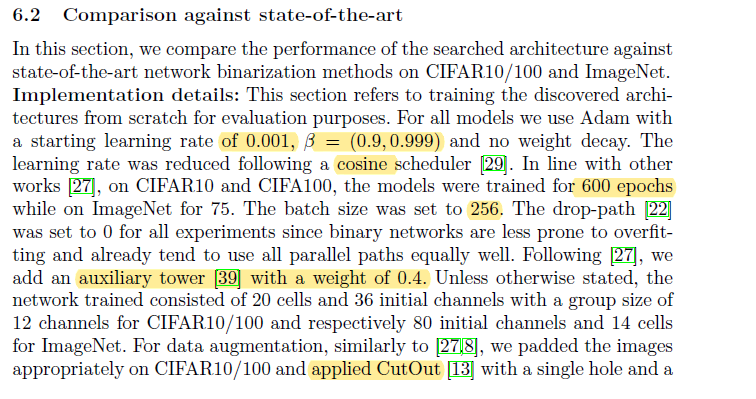 6.2 Comparison against state-of-the-art
In this section, we compare the performance of the searched architecture against
state-of-the-art network binarization methods on CIFAR10/100 and ImageNet.
Implementation details: This section refers to training the discovered archi-
tectures from scratch for evaluation purposes. For all models we use Adam with
a starting learning rate of 0.001, β = (0.9, 0.999) and no weight decay. The
learning rate was reduced following a cosine scheduler [29]. In line with other
works [27], on CIFAR10 and CIFA100, the models were trained for 600 epochs
while on ImageNet for 75. The batch size was set to 256. The drop-path [22]
was set to 0 for all experiments since binary networks are less prone to overfit-
ting and already tend to use all parallel paths equally well. Following [27], we
add an auxiliary tower [39] with a weight of 0.4. Unless otherwise stated, the
network trained consisted of 20 cells and 36 initial channels with a group size of
12 channels for CIFAR10/100 and respectively 80 initial channels and 14 cells
for ImageNet. For data augmentation, similarly to [27,8], we padded the images
appropriately on CIFAR10/100 and applied CutOut [13] with a single hole and a